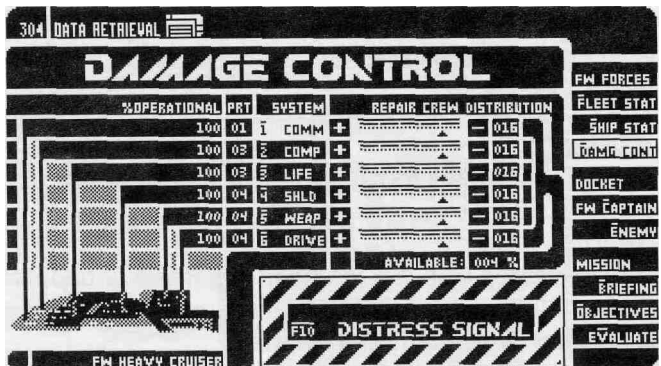 304 DATA RETRIEVAL
DAMAGE CONTROL
%OPERATIONAL PRT SYSTEM REPAIR CREW DISTRIBUTION
100 01 1 COMM + - 016
100 03 2 COMP + - 016
100 03 3 LIFE + - 016
100 04 4 SHLD + - 016
100 04 5 WEAP + - 016
100 04 6 DRIVE + - 016
AVAILABLE: 004 %
F10 DISTRESS SIGNAL
FW HEAVY CRUISER
FW FORCES
FLEET STAT
SHIP STAT
DAMG CONT
DOCKET
FW CAPTAIN
ENEMY
MISSION
BRIEFING
OBJECTIVES
EVALUATE